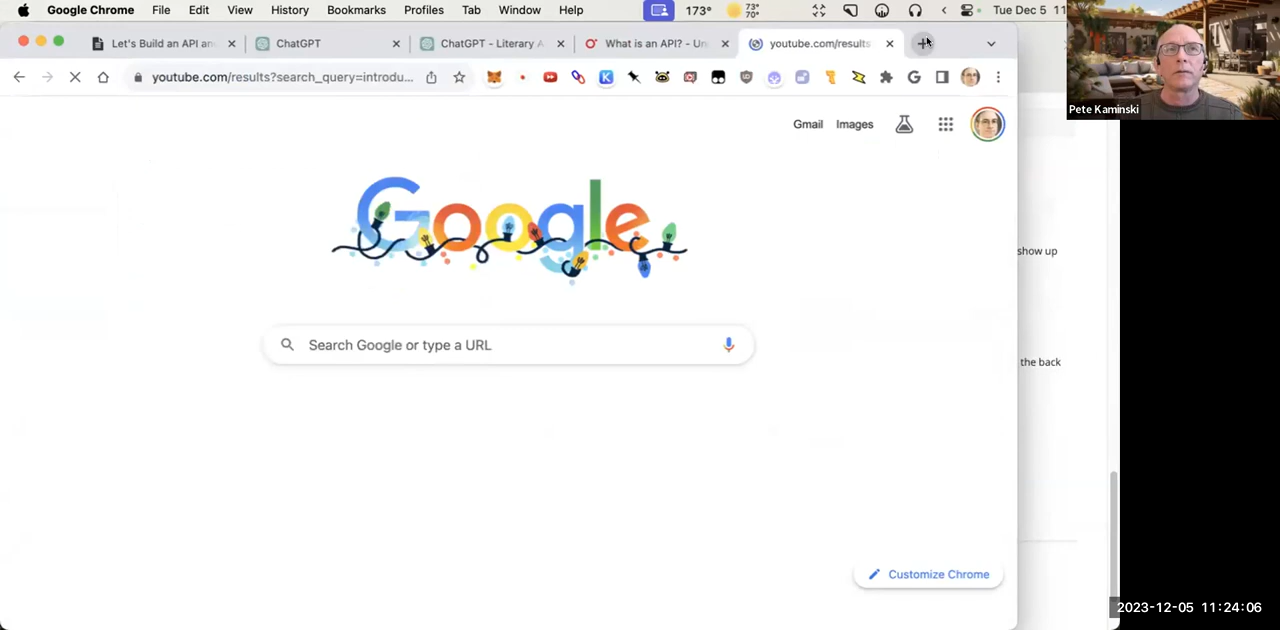 Google Chrome File Edit View History Bookmarks Profiles Tab Window Help 173° 73° 70° Tue Dec 5 11
Let's Build an API an ChatGPT ChatGPT - Literary A What is an API? - Un youtube.com/results
youtube.com/results?search_query=introdu...
Pete Kaminski
Gmail Images
Google
show up
Search Google or type a URL
the back
Customize Chrome
2023-12-05 11:24:06